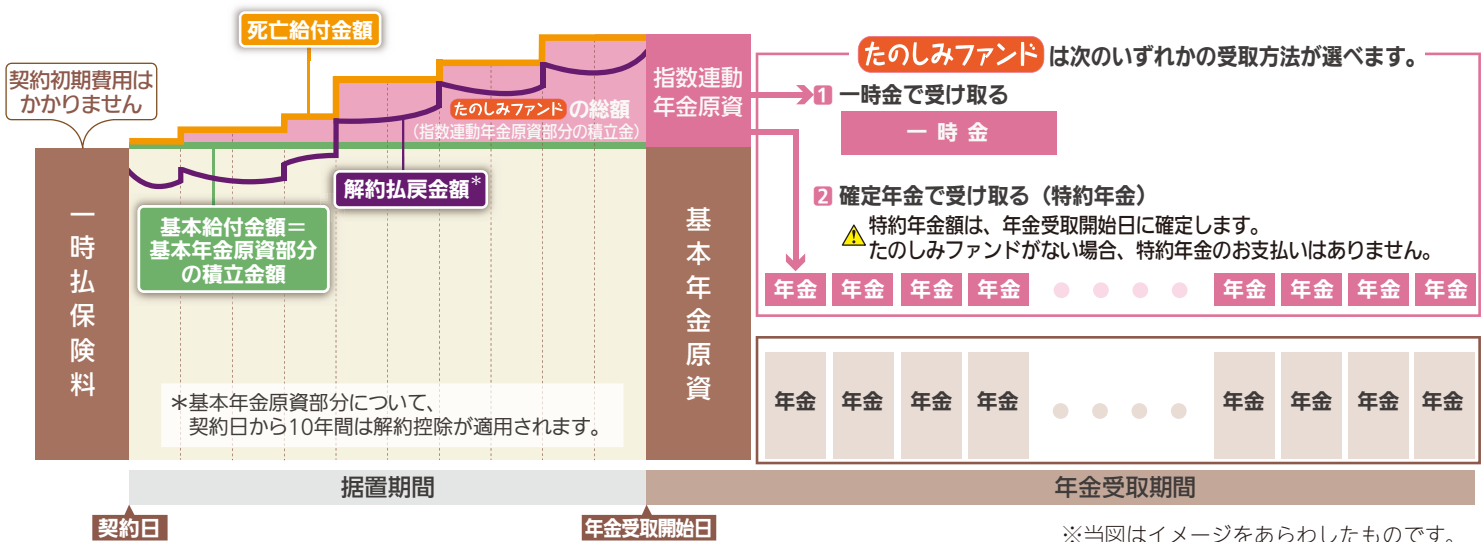 契約初期費用は
かかりません
一時払保険料
死亡給付金額
たのしみファンド の総額
（指数連動年金原資部分の積立金）
解約払戻金額*
基本給付金額＝
基本年金原資部分
の積立金額
＊基本年金原資部分について、
契約日から10年間は解約控除が適用されます。
指数連動
年金原資
基本年金原資
たのしみファンド は次のいずれかの受取方法が選べます。
1 一時金で受け取る
一時金
2 確定年金で受け取る（特約年金）
特約年金額は、年金受取開始日に確定します。
たのしみファンドがない場合、特約年金のお支払いはありません。
年金 年金 年金 年金 年金 年金 年金 年金
年金 年金 年金 年金 年金 年金 年金 年金
据置期間
年金受取期間
契約日
年金受取開始日
※当図はイメージをあらわしたものです。